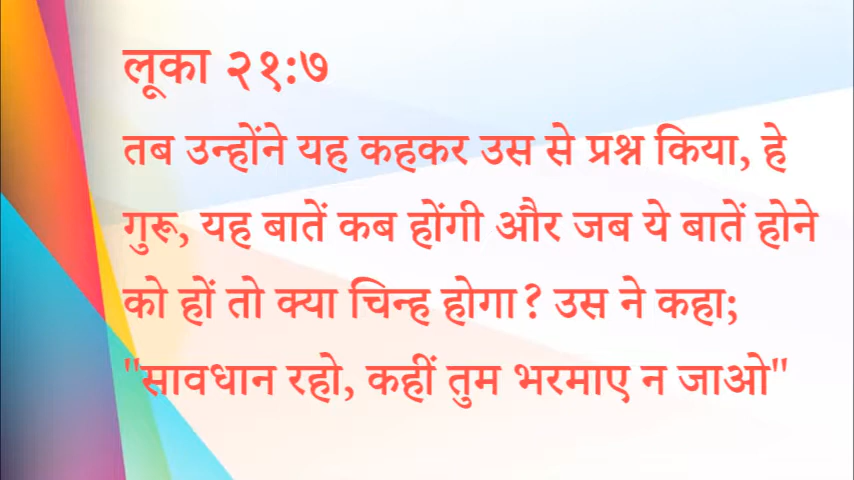 लूका २१:७
तब उन्होंने यह कहकर उस से प्रश्न किया, हे
गुरू, यह बातें कब होंगी और जब ये बातें होने
को हों तो क्या चिन्ह होगा? उस ने कहा;
"सावधान रहो, कहीं तुम भरमाए न जाओ"